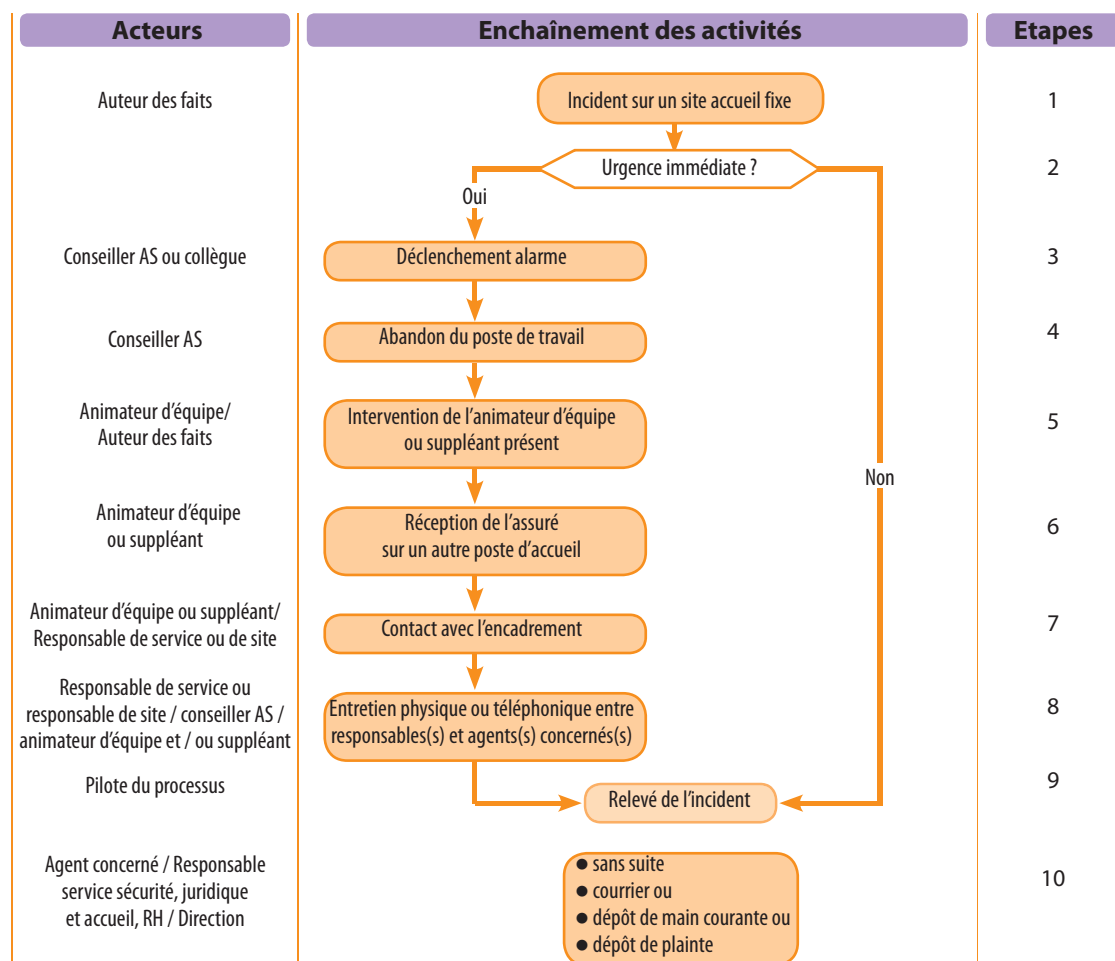 Acteurs
Enchaînement des activités
Etapes
Auteur des faits
Incident sur un site accueil fixe
1
Urgence immédiate ?
2
Oui
Conseiller AS ou collègue
Déclenchement alarme
3
Conseiller AS
Abandon du poste de travail
4
Animateur d'équipe/
Auteur des faits
Intervention de l'animateur d'équipe
ou suppléant présent
5
Non
Animateur d'équipe
ou suppléant
Réception de l'assuré
sur un autre poste d'accueil
6
Animateur d'équipe ou suppléant/
Responsable de service ou de site
Contact avec l'encadrement
7
Responsable de service ou
responsable de site / conseiller AS /
animateur d'équipe et / ou suppléant
Entretien physique ou téléphonique entre
responsables(s) et agents(s) concernés(s)
8
Pilote du processus
Relevé de l'incident
9
Agent concerné / Responsable
service sécurité, juridique
et accueil, RH / Direction
● sans suite
● courrier ou
● dépôt de main courante ou
● dépôt de plainte
10